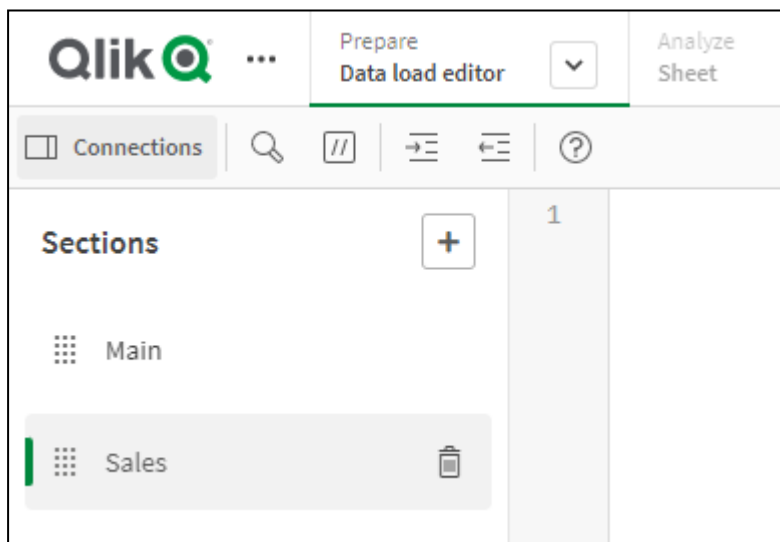 Qlik
Prepare
Data load editor
Analyze
Sheet
Connections
//
Sections
+
1
Main
Sales